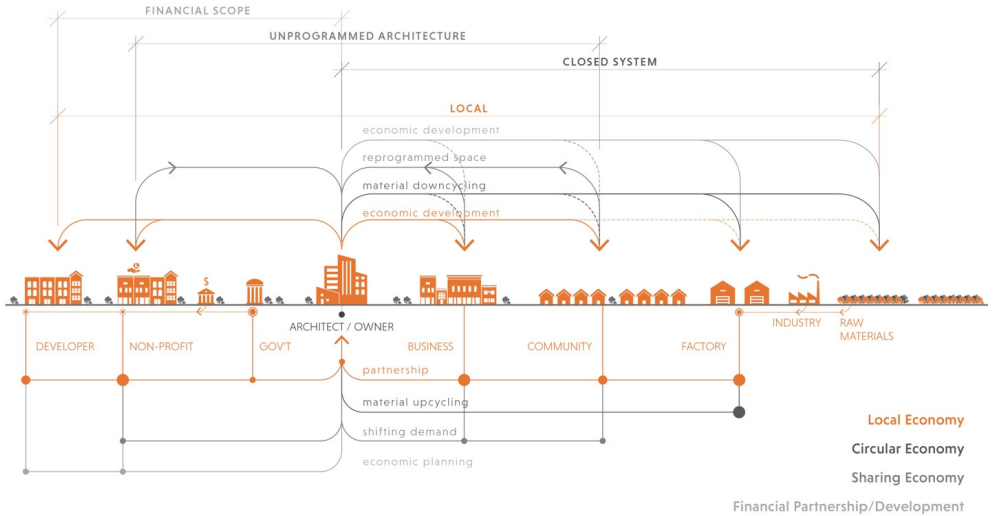 FINANCIAL SCOPE
UNPROGRAMMED ARCHITECTURE
CLOSED SYSTEM
LOCAL
economic development
reprogrammed space
material downcycling
economic development
$
ARCHITECT / OWNER
INDUSTRY
RAW
MATERIALS
DEVELOPER
NON-PROFIT
GOV'T
BUSINESS
COMMUNITY
FACTORY
partnership
material upcycling
shifting demand
economic planning
Local Economy
Circular Economy
Sharing Economy
Financial Partnership/Development